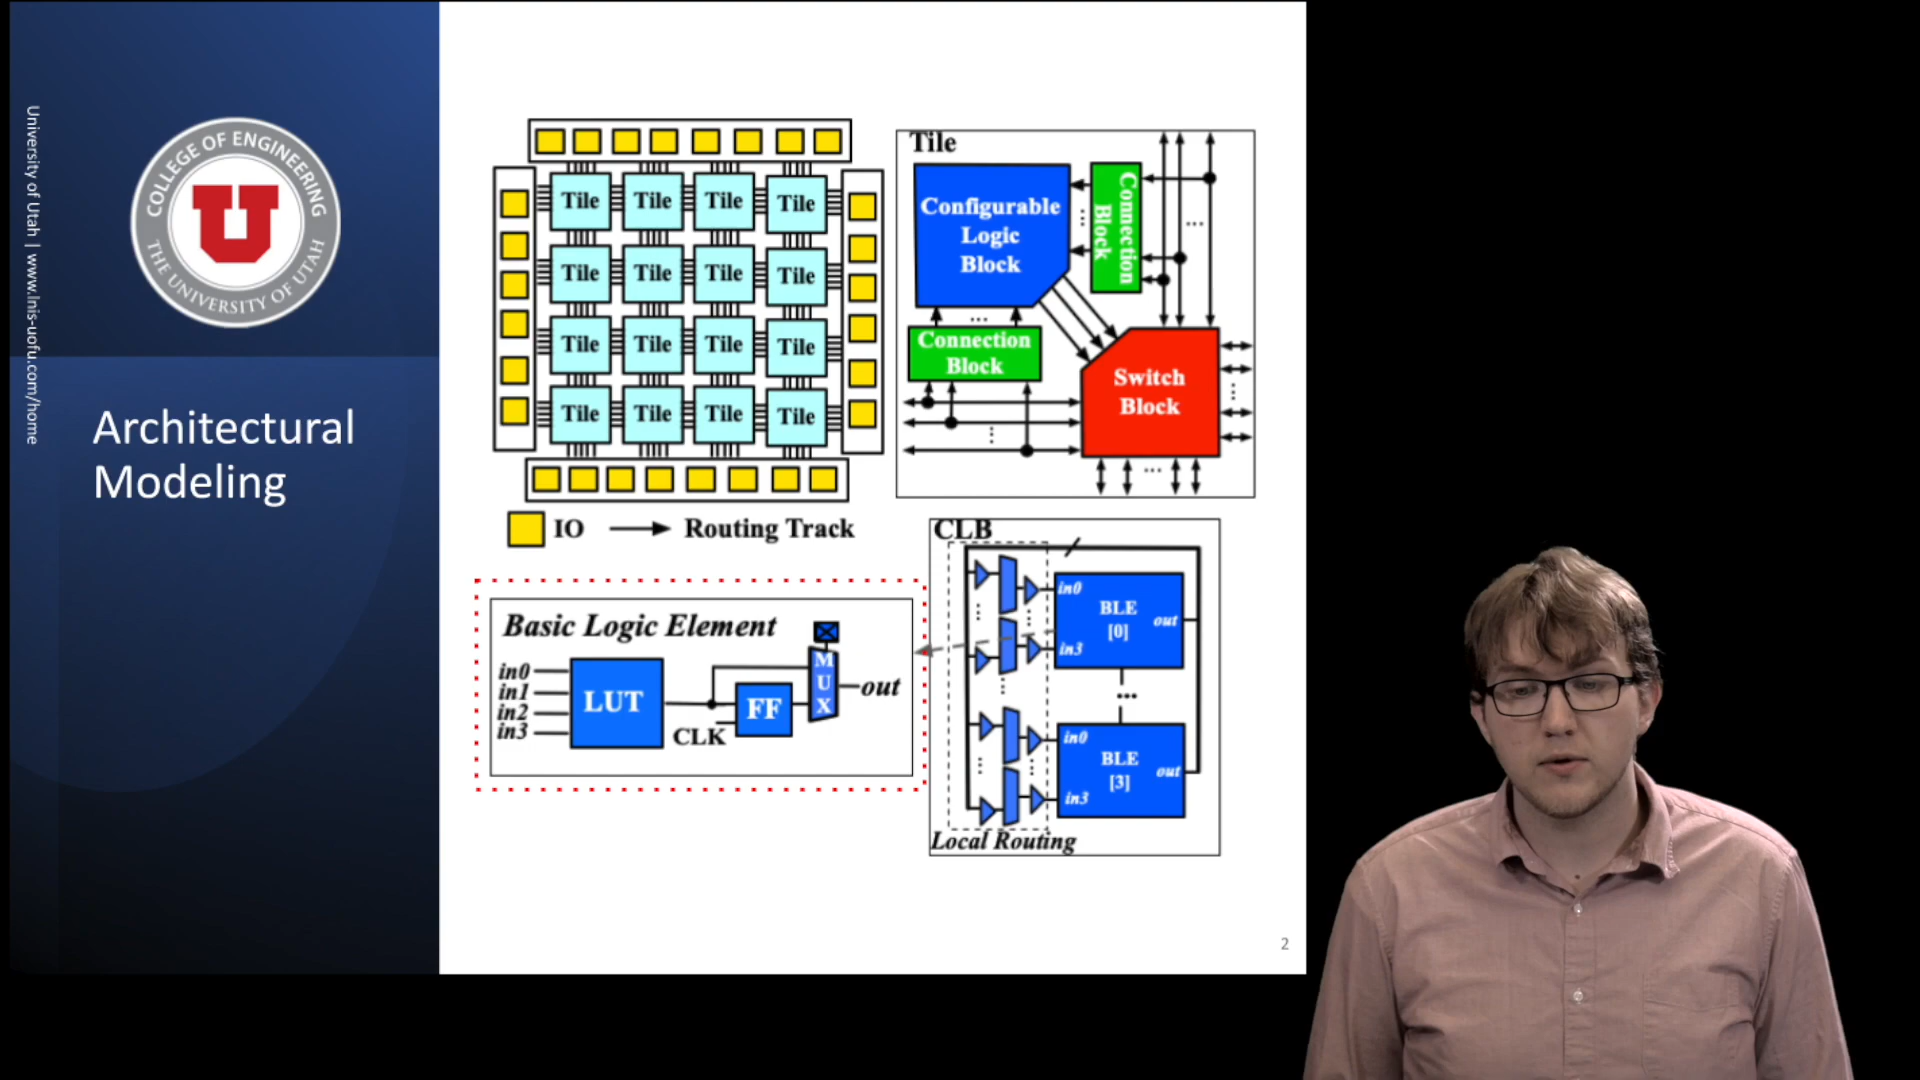 University of Utah | www.lnis-uofu.com/home
COLLEGE OF ENGINEERING
THE UNIVERSITY OF UTAH
Architectural
Modeling
Tile Tile Tile Tile
Tile Tile Tile Tile
Tile Tile Tile Tile
Tile Tile Tile Tile
IO Routing Track
Tile
Configurable
Logic
Block
Connection
Block
Connection
Block
Switch
Block
Basic Logic Element
in0
in1
in2
in3
LUT
CLK
FF
MUX
out
CLB
in0
BLE
[0]
out
in3
in0
BLE
[3]
out
in3
Local Routing
2